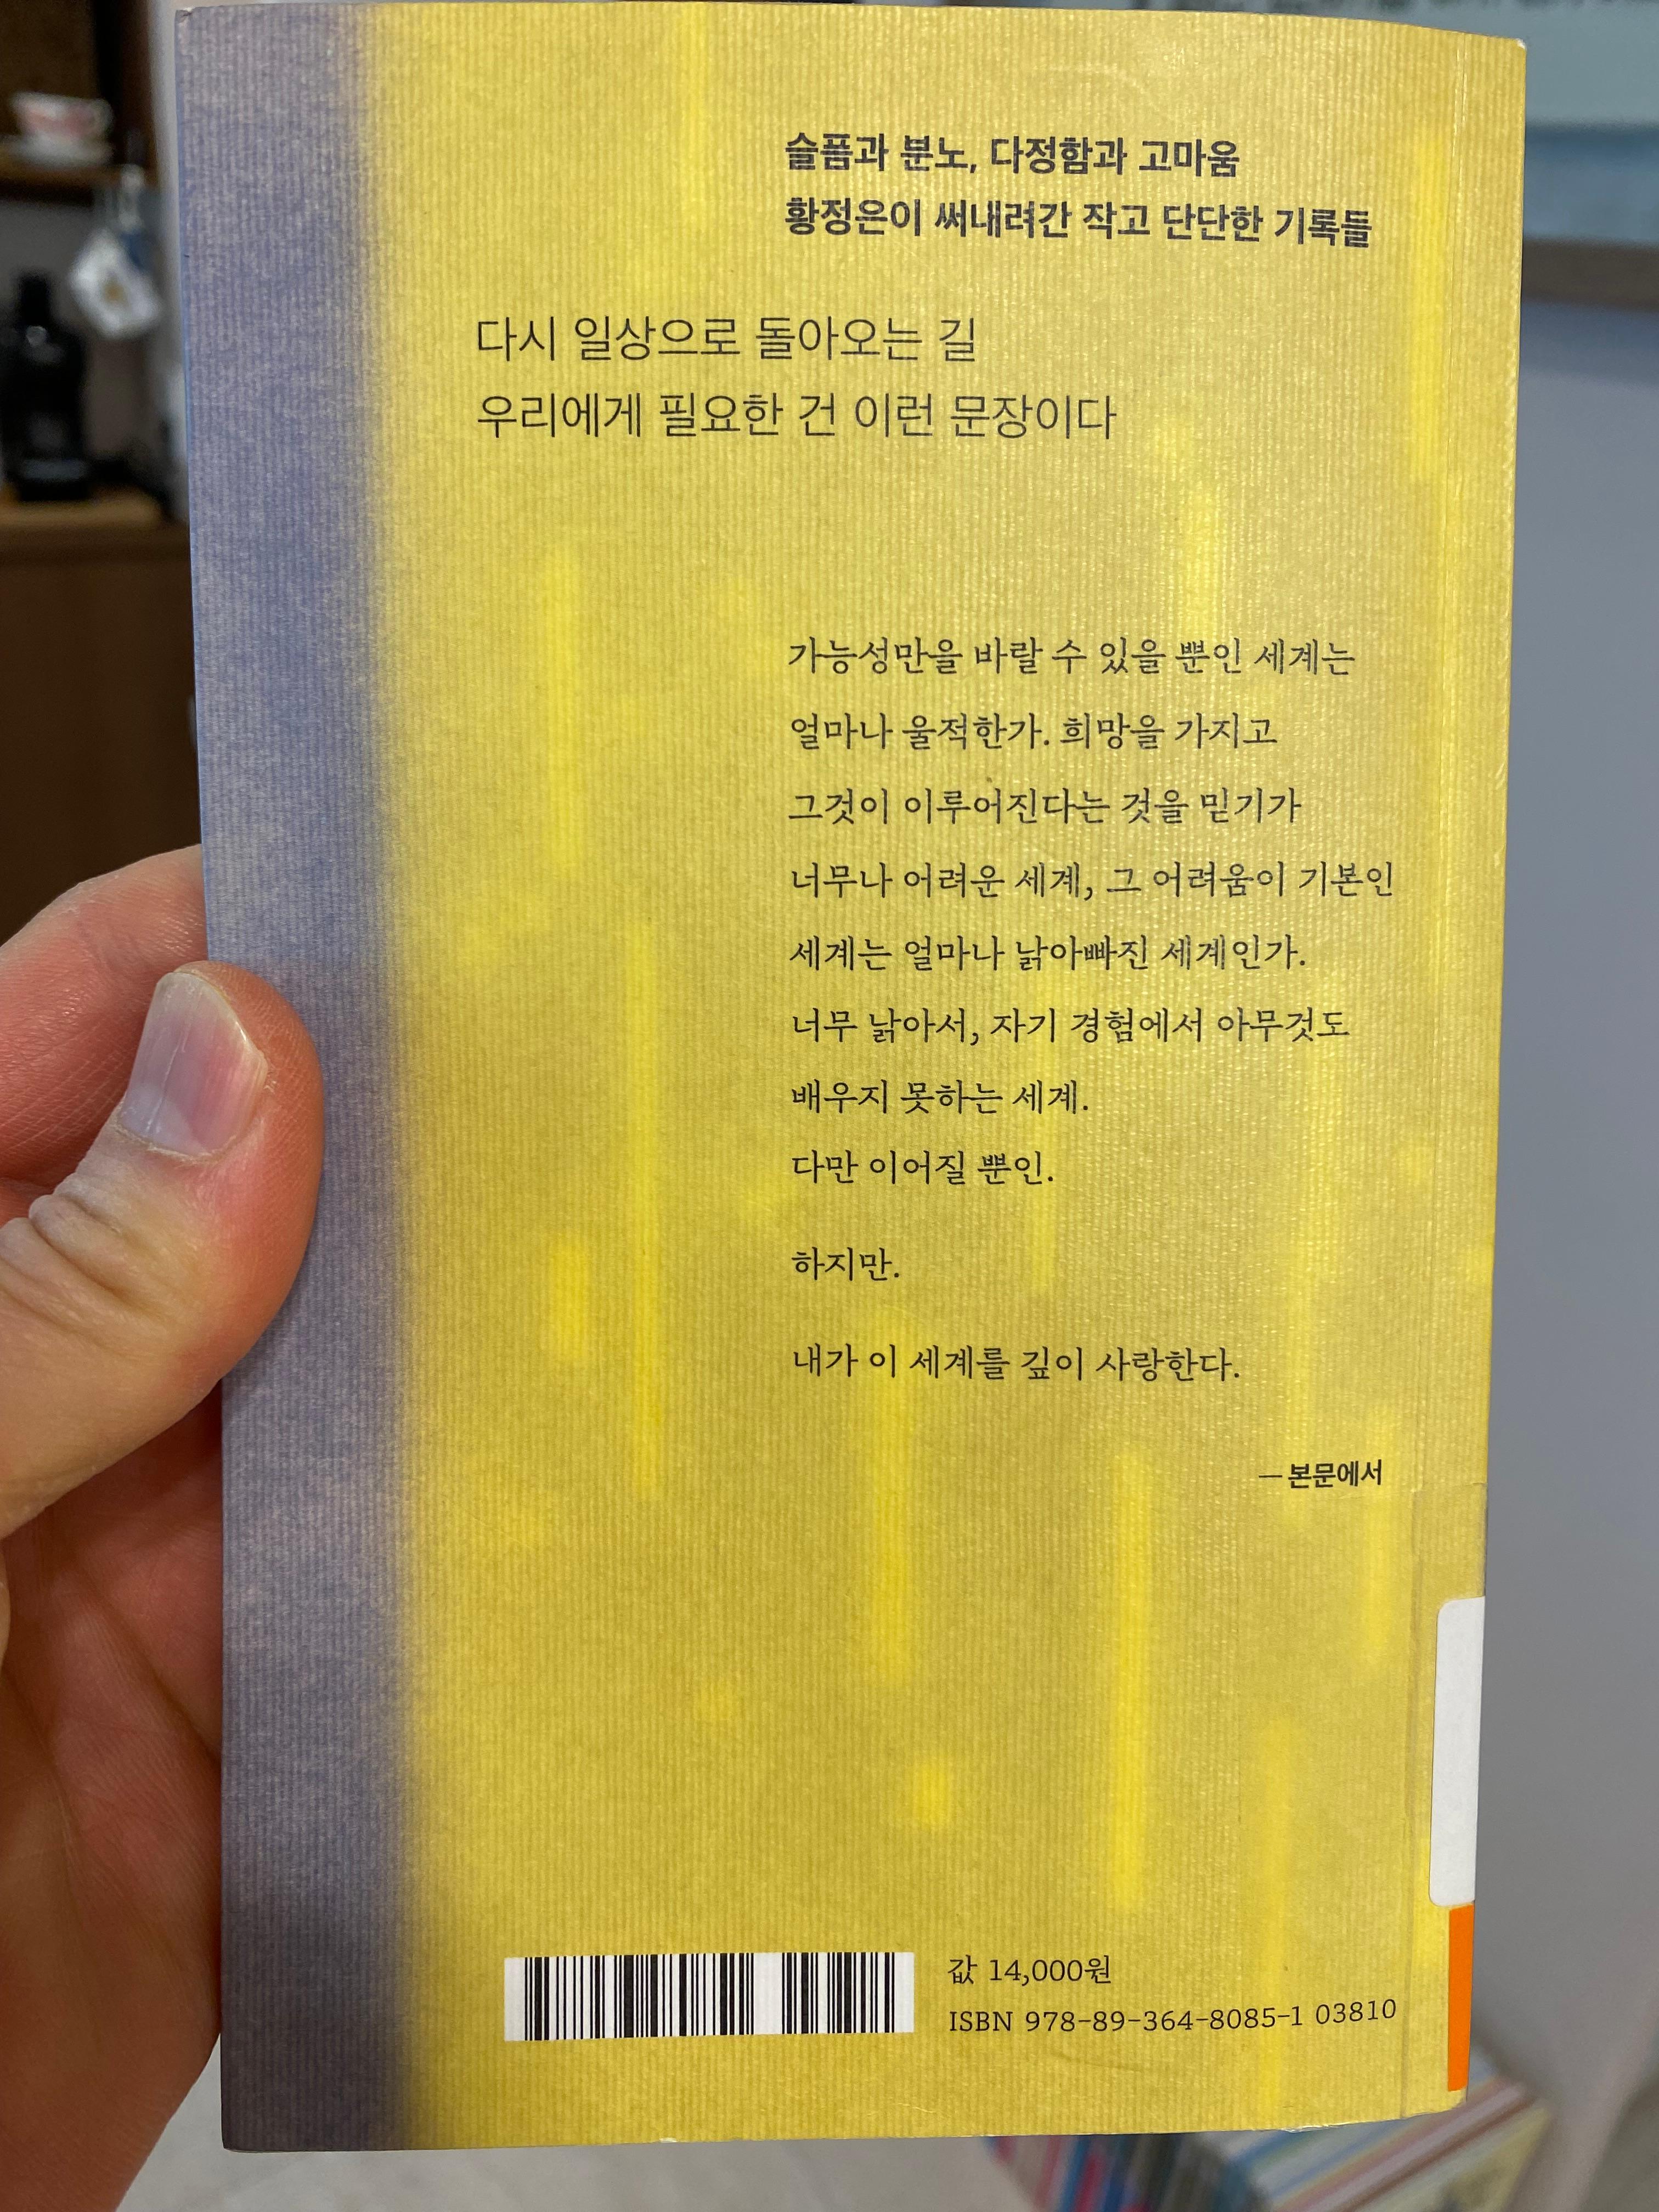 슬픔과 분노, 다정함과 고마움
황정은이 써내려간 작고 단단한 기록들
다시 일상으로 돌아오는 길
우리에게 필요한 건 이런 문장이다
가능성만을 바랄 수 있을 뿐인 세계는
얼마나 울적한가. 희망을 가지고
그것이 이루어진다는 것을 믿기가
너무나 어려운 세계, 그 어려움이 기본인
세계는 얼마나 낡아빠진 세계인가.
너무 낡아서, 자기 경험에서 아무것도
배우지 못하는 세계.
다만 이어질 뿐인.
하지만.
내가 이 세계를 깊이 사랑한다.
— 본문에서
값 14,000원
ISBN 978-89-364-8085-1 03810